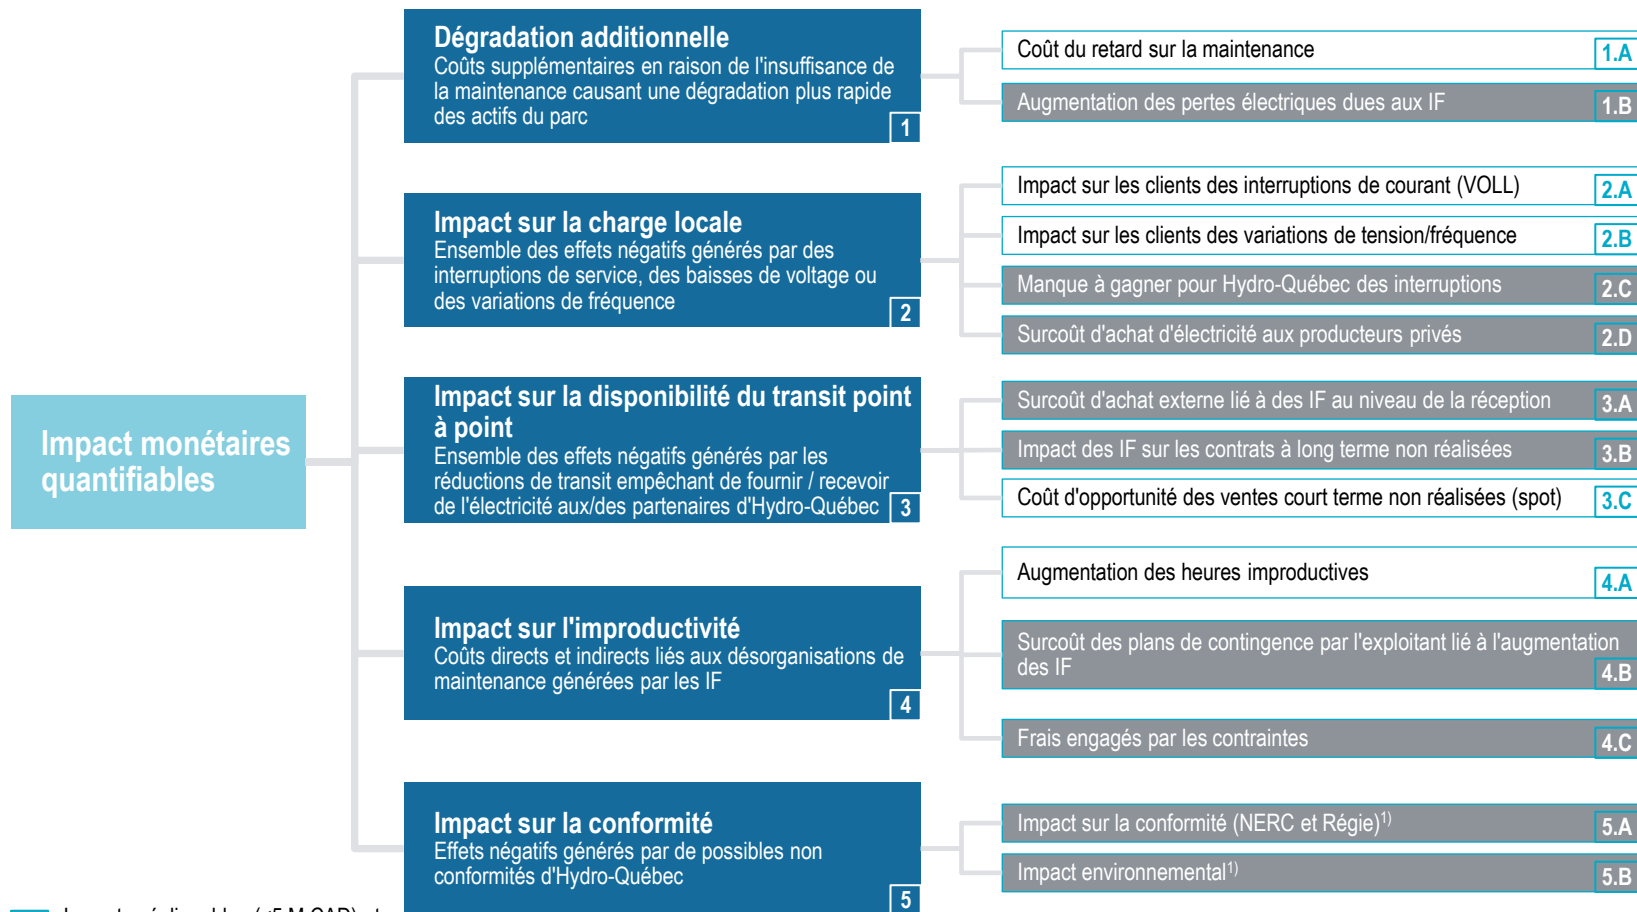 Impact monétaires
quantifiables
Dégradation additionnelle
Coûts supplémentaires en raison de l'insuffisance de
la maintenance causant une dégradation plus rapide
des actifs du parc
1
Coût du retard sur la maintenance
1.A
Augmentation des pertes électriques dues aux IF
1.B
Impact sur la charge locale
Ensemble des effets négatifs générés par des
interruptions de service, des baisses de voltage ou
des variations de fréquence
2
Impact sur les clients des interruptions de courant (VOLL)
2.A
Impact sur les clients des variations de tension/fréquence
2.B
Manque à gagner pour Hydro-Québec des interruptions
2.C
Surcoût d'achat d'électricité aux producteurs privés
2.D
Impact sur la disponibilité du transit point
à point
Ensemble des effets négatifs générés par les
réductions de transit empêchant de fournir / recevoir
de l'électricité aux/des partenaires d'Hydro-Québec
3
Surcoût d'achat externe lié à des IF au niveau de la réception
3.A
Impact des IF sur les contrats à long terme non réalisées
3.B
Coût d'opportunité des ventes court terme non réalisées (spot)
3.C
Impact sur l'improductivité
Coûts directs et indirects liés aux désorganisations de
maintenance générées par les IF
4
Augmentation des heures improductives
4.A
Surcoût des plans de contingence par l'exploitant lié à l'augmentation
des IF
4.B
Frais engagés par les contraintes
4.C
Impact sur la conformité
Effets négatifs générés par de possibles non
conformités d'Hydro-Québec
5
Impact sur la conformité (NERC et Régie)1)
5.A
Impact environnemental1)
5.B